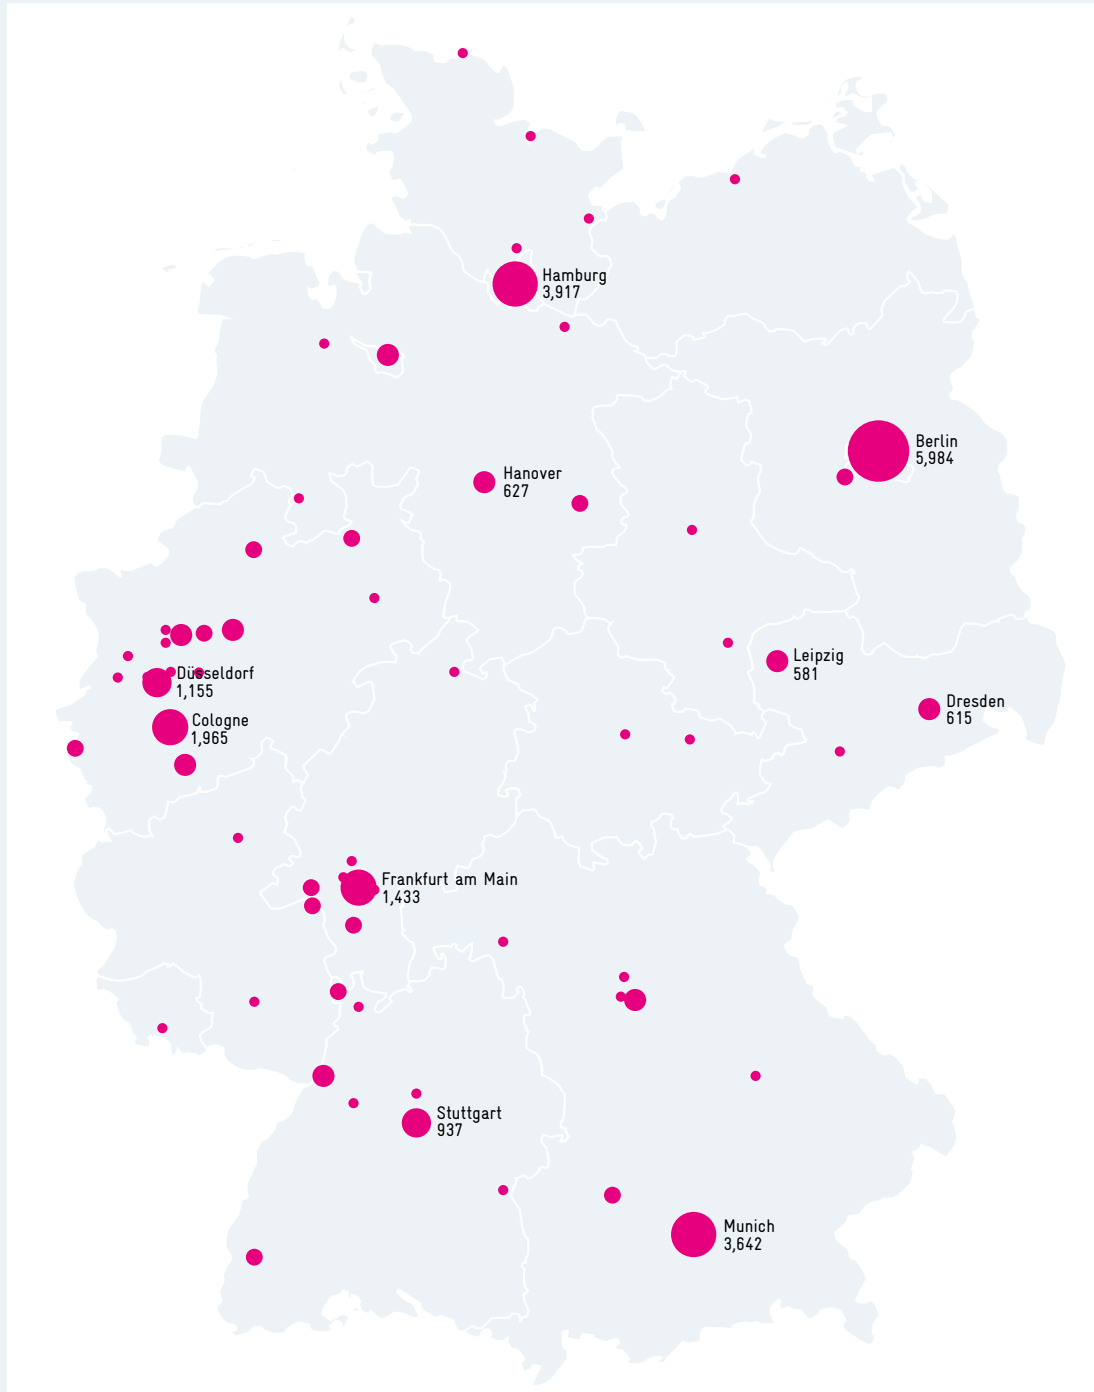 Hamburg
3,917
Berlin
5,984
Hanover
627
Leipzig
581
Düsseldorf
1,155
Dresden
615
Cologne
1,965
Frankfurt am Main
1,433
Stuttgart
937
Munich
3,642